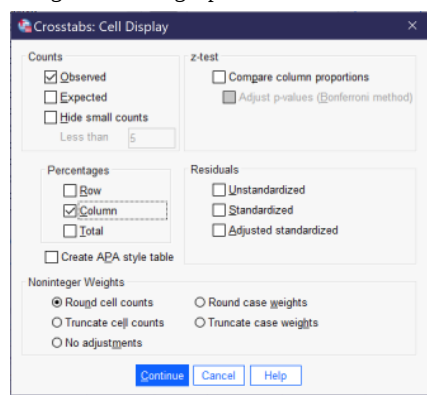 Crosstabs: Cell Display
Counts
Observed
Expected
Hide small counts
Less than 5
z-test
Compare column proportions
Adjust p-values (Bonferroni method)
Percentages
Row
Column
Total
Residuals
Unstandardized
Standardized
Adjusted standardized
Create APA style table
Noninteger Weights
Round cell counts
Round case weights
Truncate cell counts
Truncate case weights
No adjustments
Continue
Cancel
Help